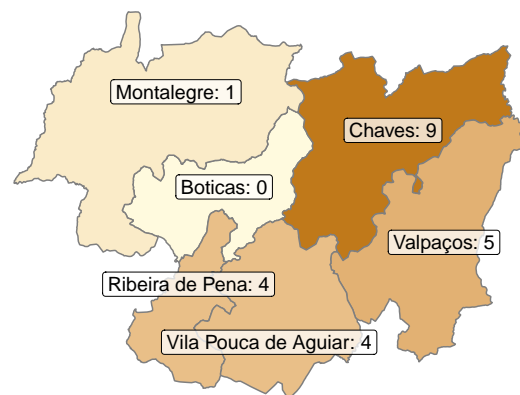 Montalegre: 1
Chaves: 9
Boticas: 0
Valpaços: 5
Ribeira de Pena: 4
Vila Pouca de Aguiar: 4